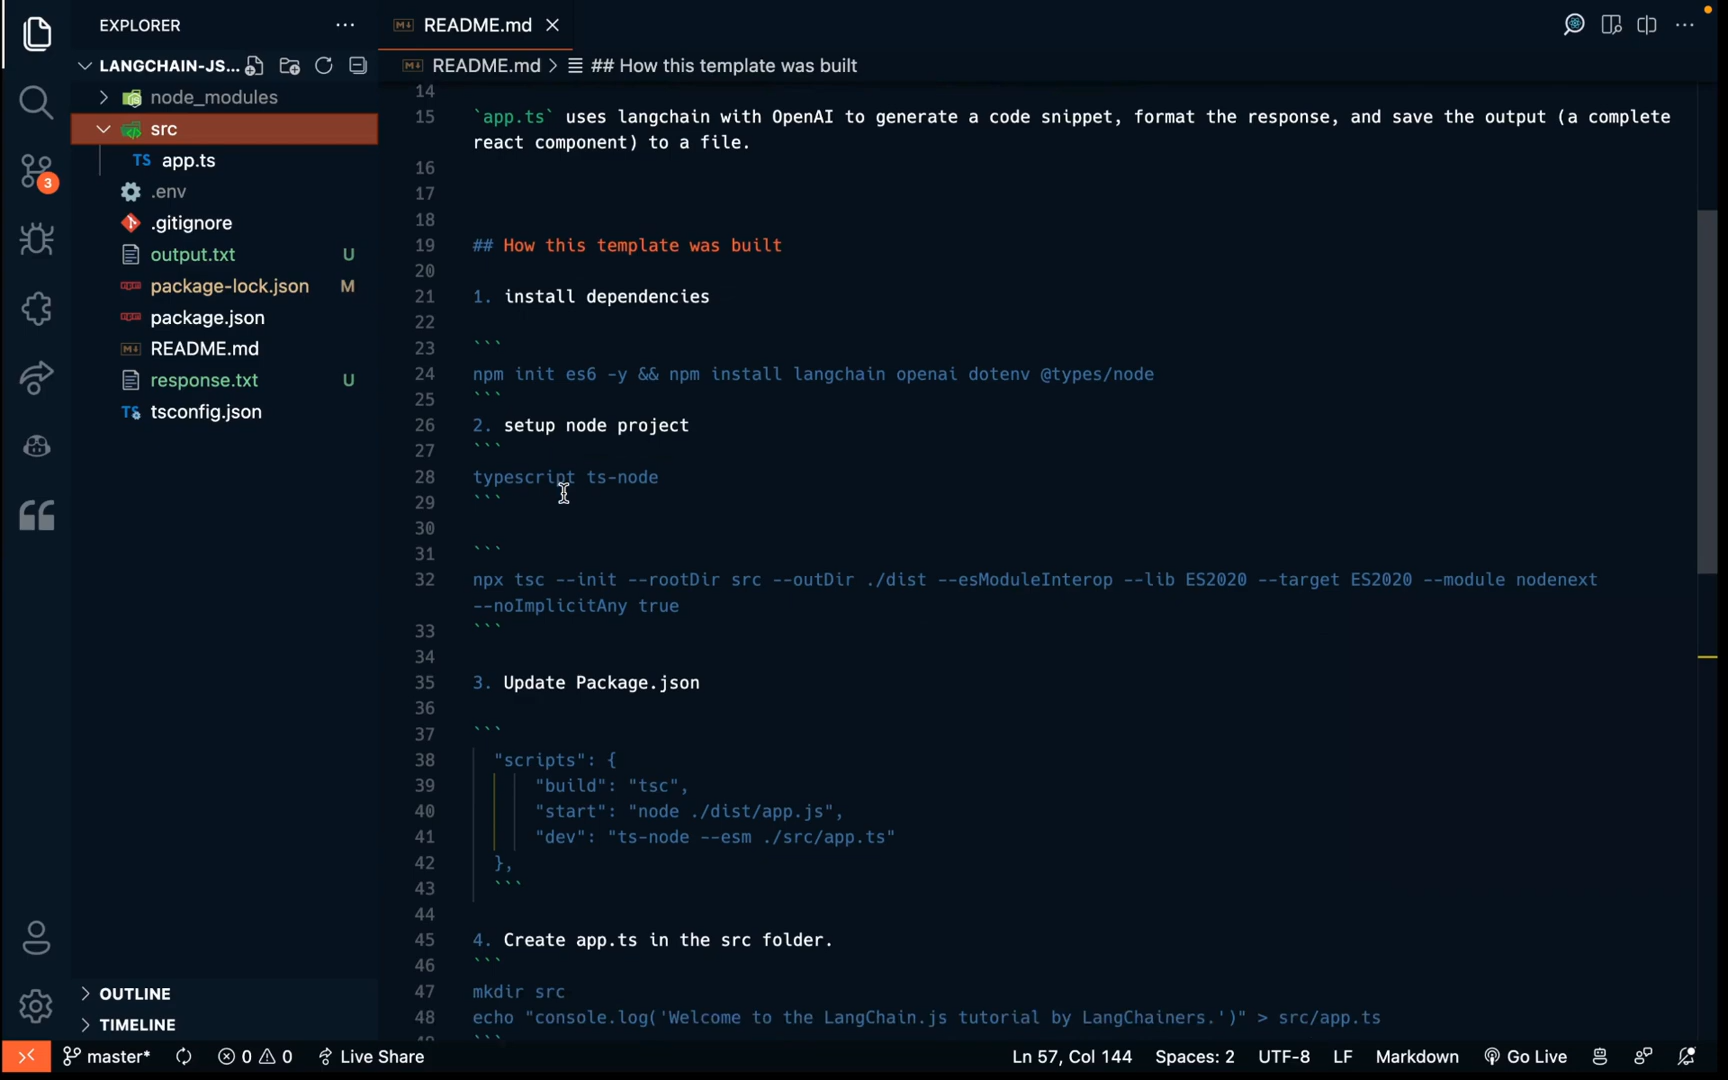 EXPLORER
README.md
LANGCHAIN-JS...
README.md > ## How this template was built
node_modules
src
TS app.ts
.env
.gitignore
output.txt U
package-lock.json M
package.json
README.md
response.txt U
TS tsconfig.json
3
14
15 `app.ts` uses langchain with OpenAI to generate a code snippet, format the response, and save the output (a complete
react component) to a file.
16
17
18
19 ## How this template was built
20
21 1. install dependencies
22
23 ```
24 npm init es6 -y && npm install langchain openai dotenv @types/node
25 ```
26 2. setup node project
27 ```
28 typescript ts-node
29 ```
30
31 ```
32 npx tsc --init --rootDir src --outDir ./dist --esModuleInterop --lib ES2020 --target ES2020 --module nodenext
--noImplicitAny true
33 ```
34
35 3. Update Package.json
36
37 ```
38 "scripts": {
39 "build": "tsc",
40 "start": "node ./dist/app.js",
41 "dev": "ts-node --esm ./src/app.ts"
42 },
43 ```
44
45 4. Create app.ts in the src folder.
46 ```
47 mkdir src
48 echo "console.log('Welcome to the LangChain.js tutorial by LangChainers.')" > src/app.ts
```
OUTLINE
TIMELINE
master* 0 0 Live Share Ln 57, Col 144 Spaces: 2 UTF-8 LF Markdown Go Live